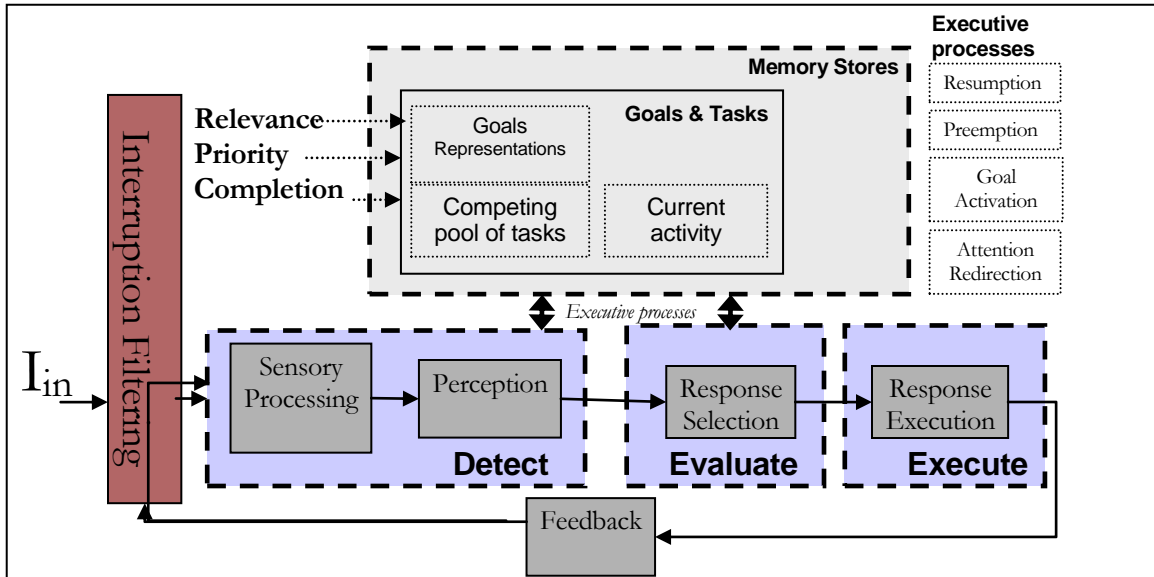 Executive
processes
Resumption
Preemption
Goal
Activation
Attention
Redirection
Memory Stores
Goals & Tasks
Goals
Representations
Competing
pool of tasks
Current
activity
Relevance
Priority
Completion
Interruption Filtering
Executive processes
I_in
Sensory
Processing
Perception
Detect
Response
Selection
Evaluate
Response
Execution
Execute
Feedback